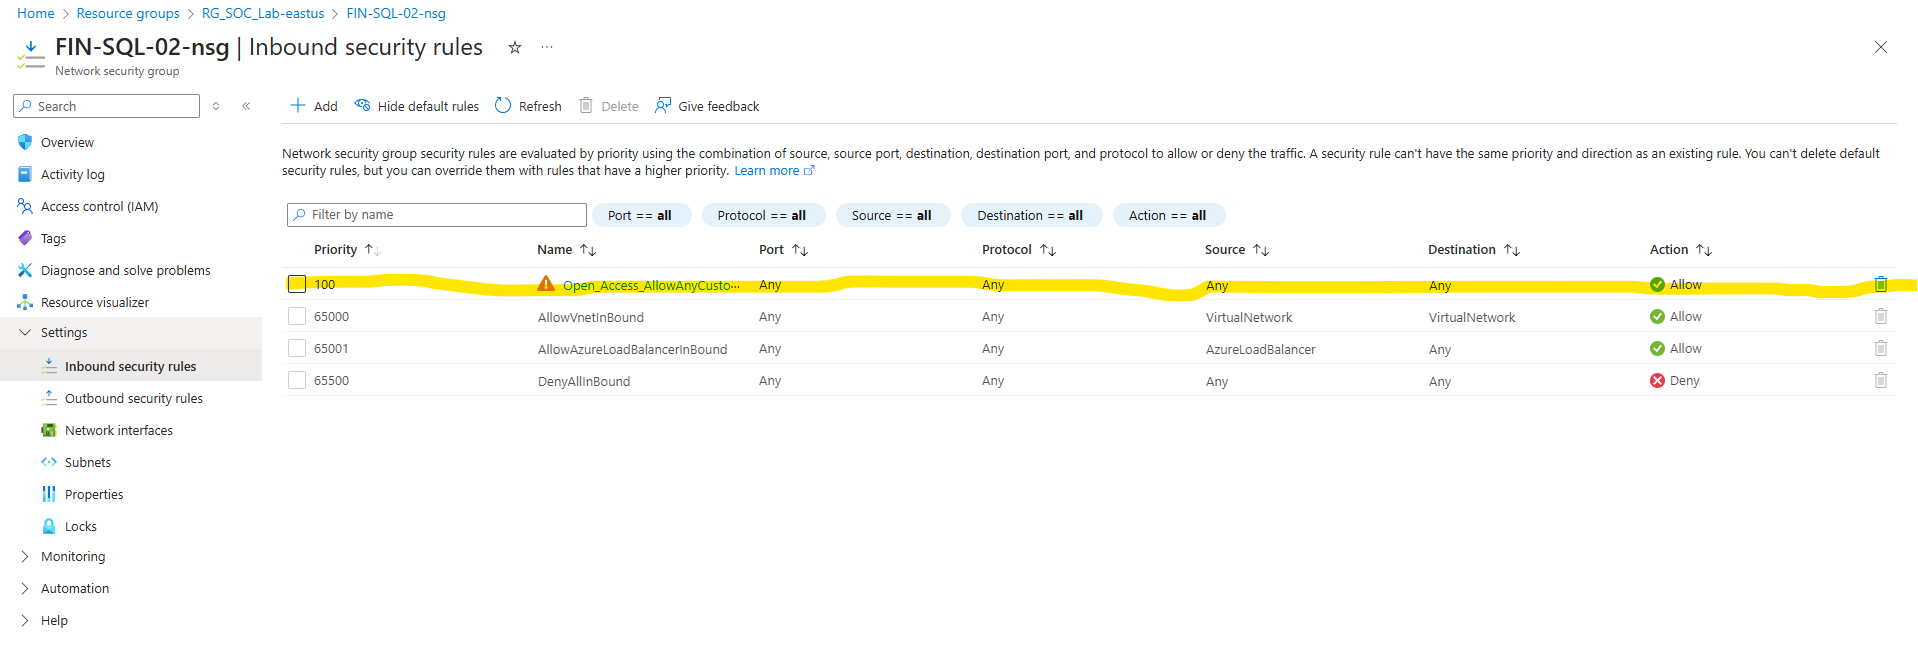 Home > Resource groups > RG_SOC_Lab-eastus > FIN-SQL-02-nsg
FIN-SQL-02-nsg | Inbound security rules
Network security group
Search
Add Hide default rules Refresh Delete Give feedback
Overview
Activity log
Access control (IAM)
Tags
Diagnose and solve problems
Resource visualizer
Settings
Inbound security rules
Outbound security rules
Network interfaces
Subnets
Properties
Locks
Monitoring
Automation
Help
Network security group security rules are evaluated by priority using the combination of source, source port, destination, destination port, and protocol to allow or deny the traffic. A security rule can't have the same priority and direction as an existing rule. You can't delete default
security rules, but you can override them with rules that have a higher priority. Learn more
Filter by name Port == all Protocol == all Source == all Destination == all Action == all
Priority Name Port Protocol Source Destination Action
100 Open_Access_AllowAnyCusto... Any Any Any Any Allow
65000 AllowVnetInBound Any Any VirtualNetwork VirtualNetwork Allow
65001 AllowAzureLoadBalancerInBound Any Any AzureLoadBalancer Any Allow
65500 DenyAllInBound Any Any Any Any Deny